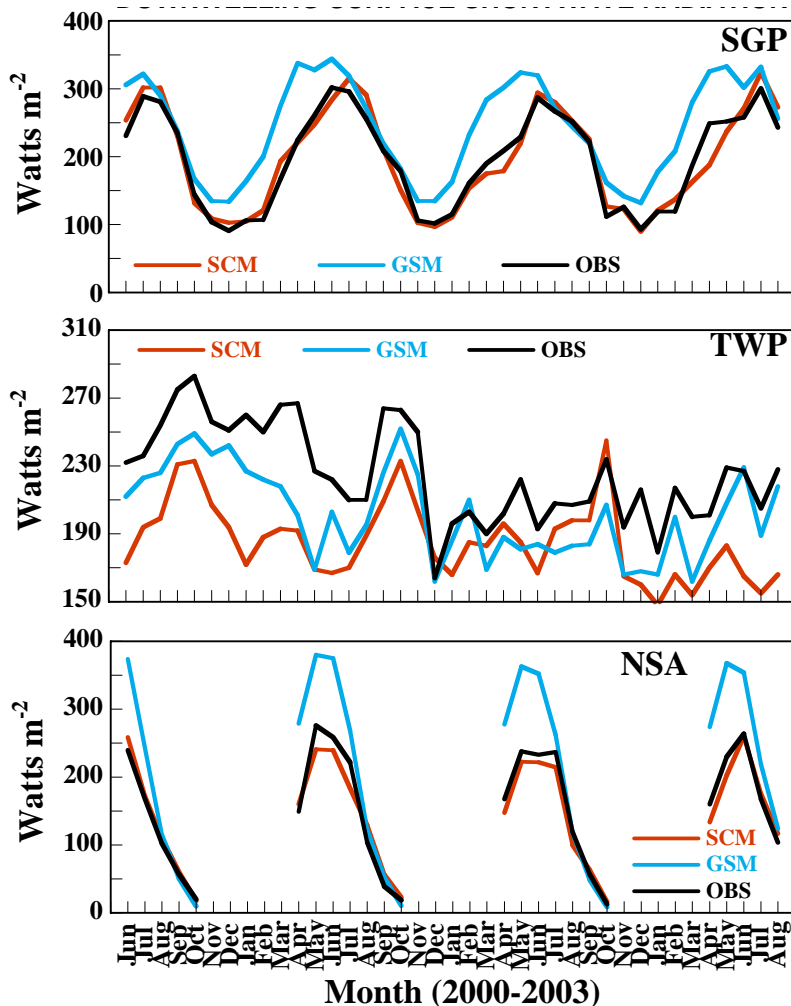 SGP
400
300
200
100
0
Watts m-2
SCM GSM OBS
TWP
310
270
230
190
150
Watts m-2
SCM GSM OBS
NSA
400
300
200
100
0
Watts m-2
SCM
GSM
OBS
Jun Jul Aug Sep Oct Nov Dec Jan Feb Mar Apr May Jun Jul Aug Sep Oct Nov Dec Jan Feb Mar Apr May Jun Jul Aug Sep Oct Nov Dec Jan Feb Mar Apr May Jun Jul Aug
Month (2000-2003)